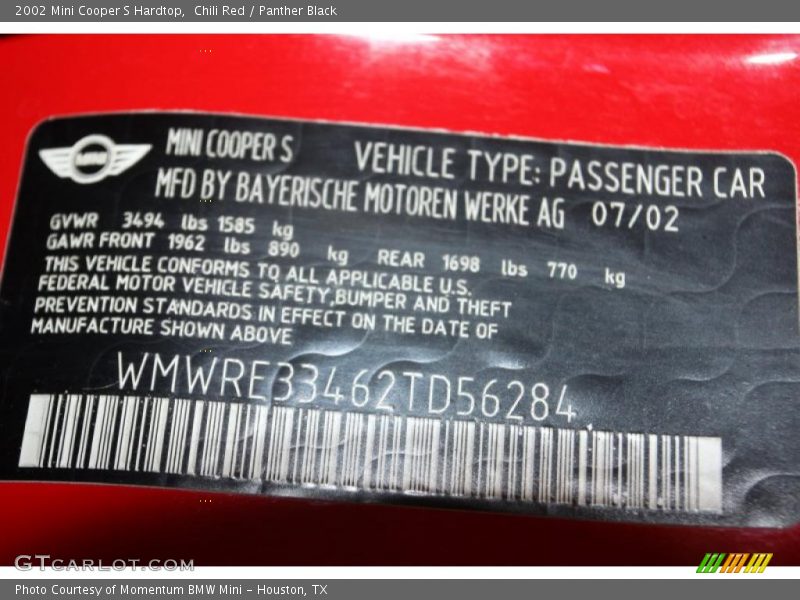 2002 Mini Cooper S Hardtop,  Chili Red / Panther Black
MINI
MINI COOPER S VEHICLE TYPE: PASSENGER CAR
MFD BY BAYERISCHE MOTOREN WERKE AG 07/02
GVWR 3494 lbs 1585 kg
GAWR FRONT 1962 lbs 890 kg REAR 1698 lbs 770 kg
THIS VEHICLE CONFORMS TO ALL APPLICABLE U.S.
FEDERAL MOTOR VEHICLE SAFETY,BUMPER AND THEFT
PREVENTION STANDARDS IN EFFECT ON THE DATE OF
MANUFACTURE SHOWN ABOVE
WMWRE33462TD56284
GTCARLOT.COM
Photo Courtesy of Momentum BMW Mini - Houston, TX